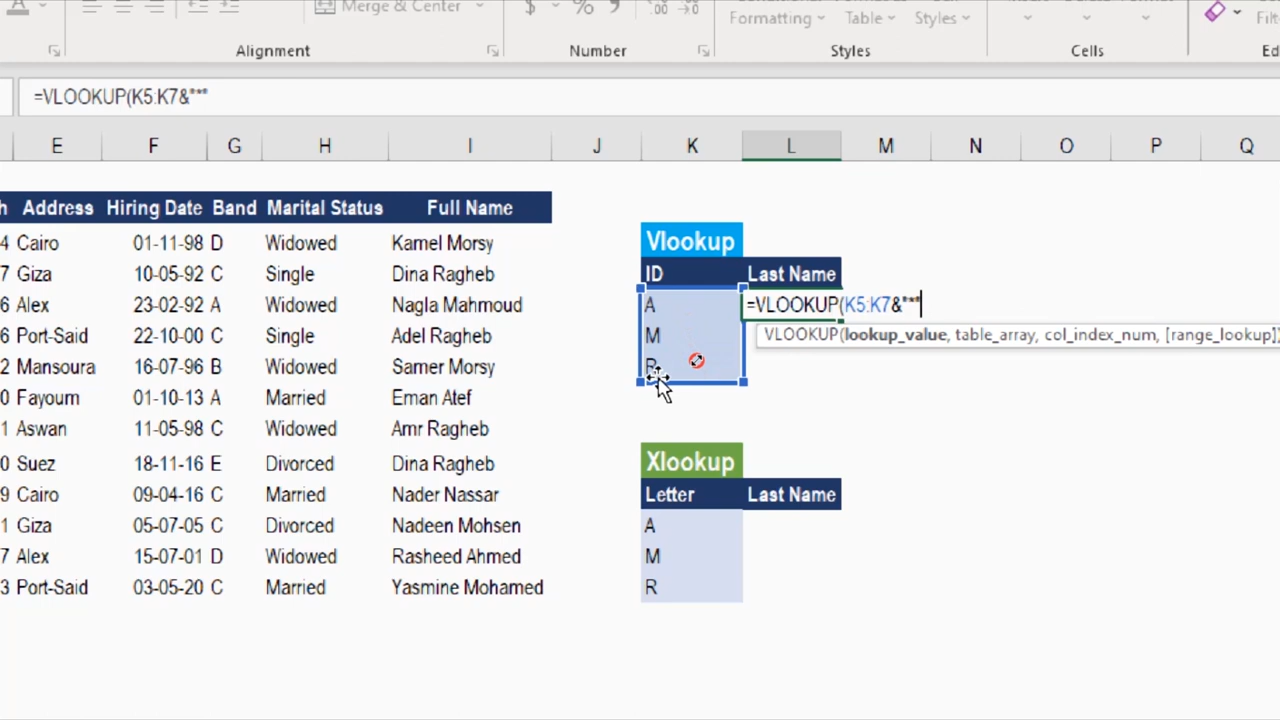 A Merge & Center $ % 9 .00 →0 Formatting Table Styles
Alignment Number Styles Cells
=VLOOKUP(K5:K7&"*"
E F G H I J K L M N O P Q
h Address Hiring Date Band Marital Status Full Name
4 Cairo 01-11-98 D Widowed Kamel Morsy Vlookup
7 Giza 10-05-92 C Single Dina Ragheb ID Last Name
6 Alex 23-02-92 A Widowed Nagla Mahmoud A =VLOOKUP(K5:K7&"*"
6 Port-Said 22-10-00 C Single Adel Ragheb M VLOOKUP(lookup_value, table_array, col_index_num, [range_lookup])
2 Mansoura 16-07-96 B Widowed Samer Morsy R
0 Fayoum 01-10-13 A Married Eman Atef
1 Aswan 11-05-98 C Widowed Amr Ragheb
0 Suez 18-11-16 E Divorced Dina Ragheb Xlookup
9 Cairo 09-04-16 C Married Nader Nassar Letter Last Name
1 Giza 05-07-05 C Divorced Nadeen Mohsen A
7 Alex 15-07-01 D Widowed Rasheed Ahmed M
3 Port-Said 03-05-20 C Married Yasmine Mohamed R